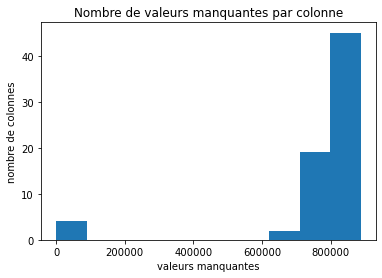 Nombre de valeurs manquantes par colonne
nombre de colonnes
40
30
20
10
0
0 200000 400000 600000 800000
valeurs manquantes